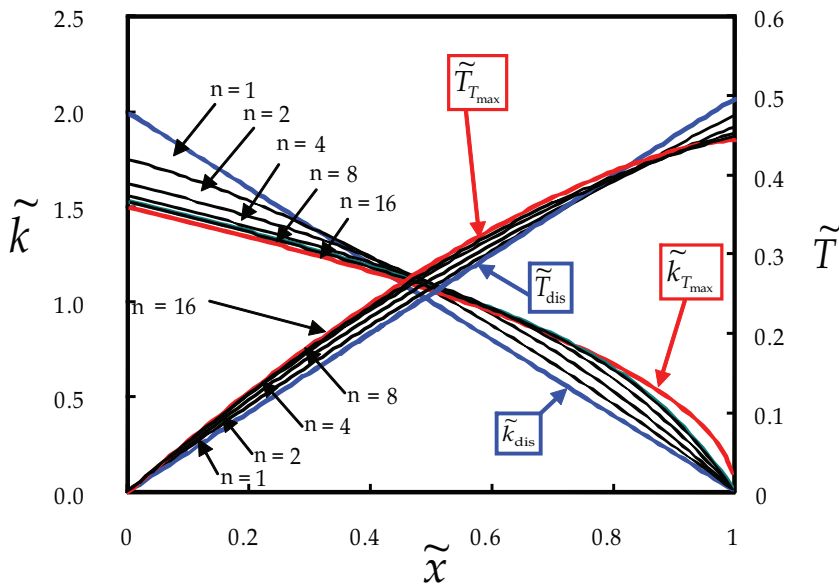 2.5
2.0
1.5
1.0
0.5
0.0
k̃
0.6
0.5
0.4
0.3
0.2
0.1
0
T̃
0
0.2
0.4
0.6
0.8
1
x̃
n = 1
n = 2
n = 4
n = 8
n = 16
n = 16
n = 8
n = 4
n = 2
n = 1
T̃_{T_max}
T̃_dis
k̃_{T_max}
k̃_dis